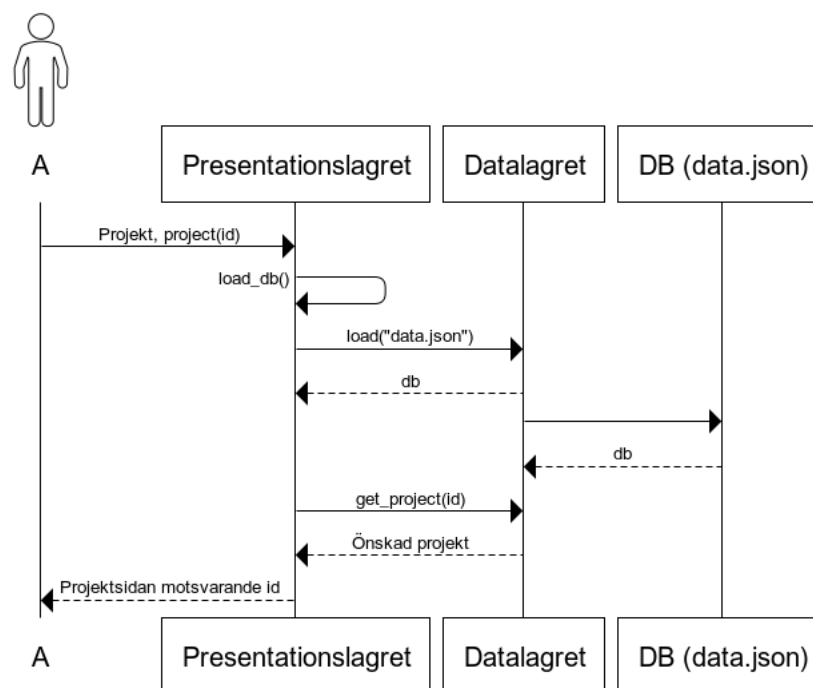 A
Presentationslagret
Datalagret
DB (data.json)
Projekt, project(id)
load_db()
load("data.json")
db
db
get_project(id)
Önskad projekt
Projektsidan motsvarande id
A
Presentationslagret
Datalagret
DB (data.json)